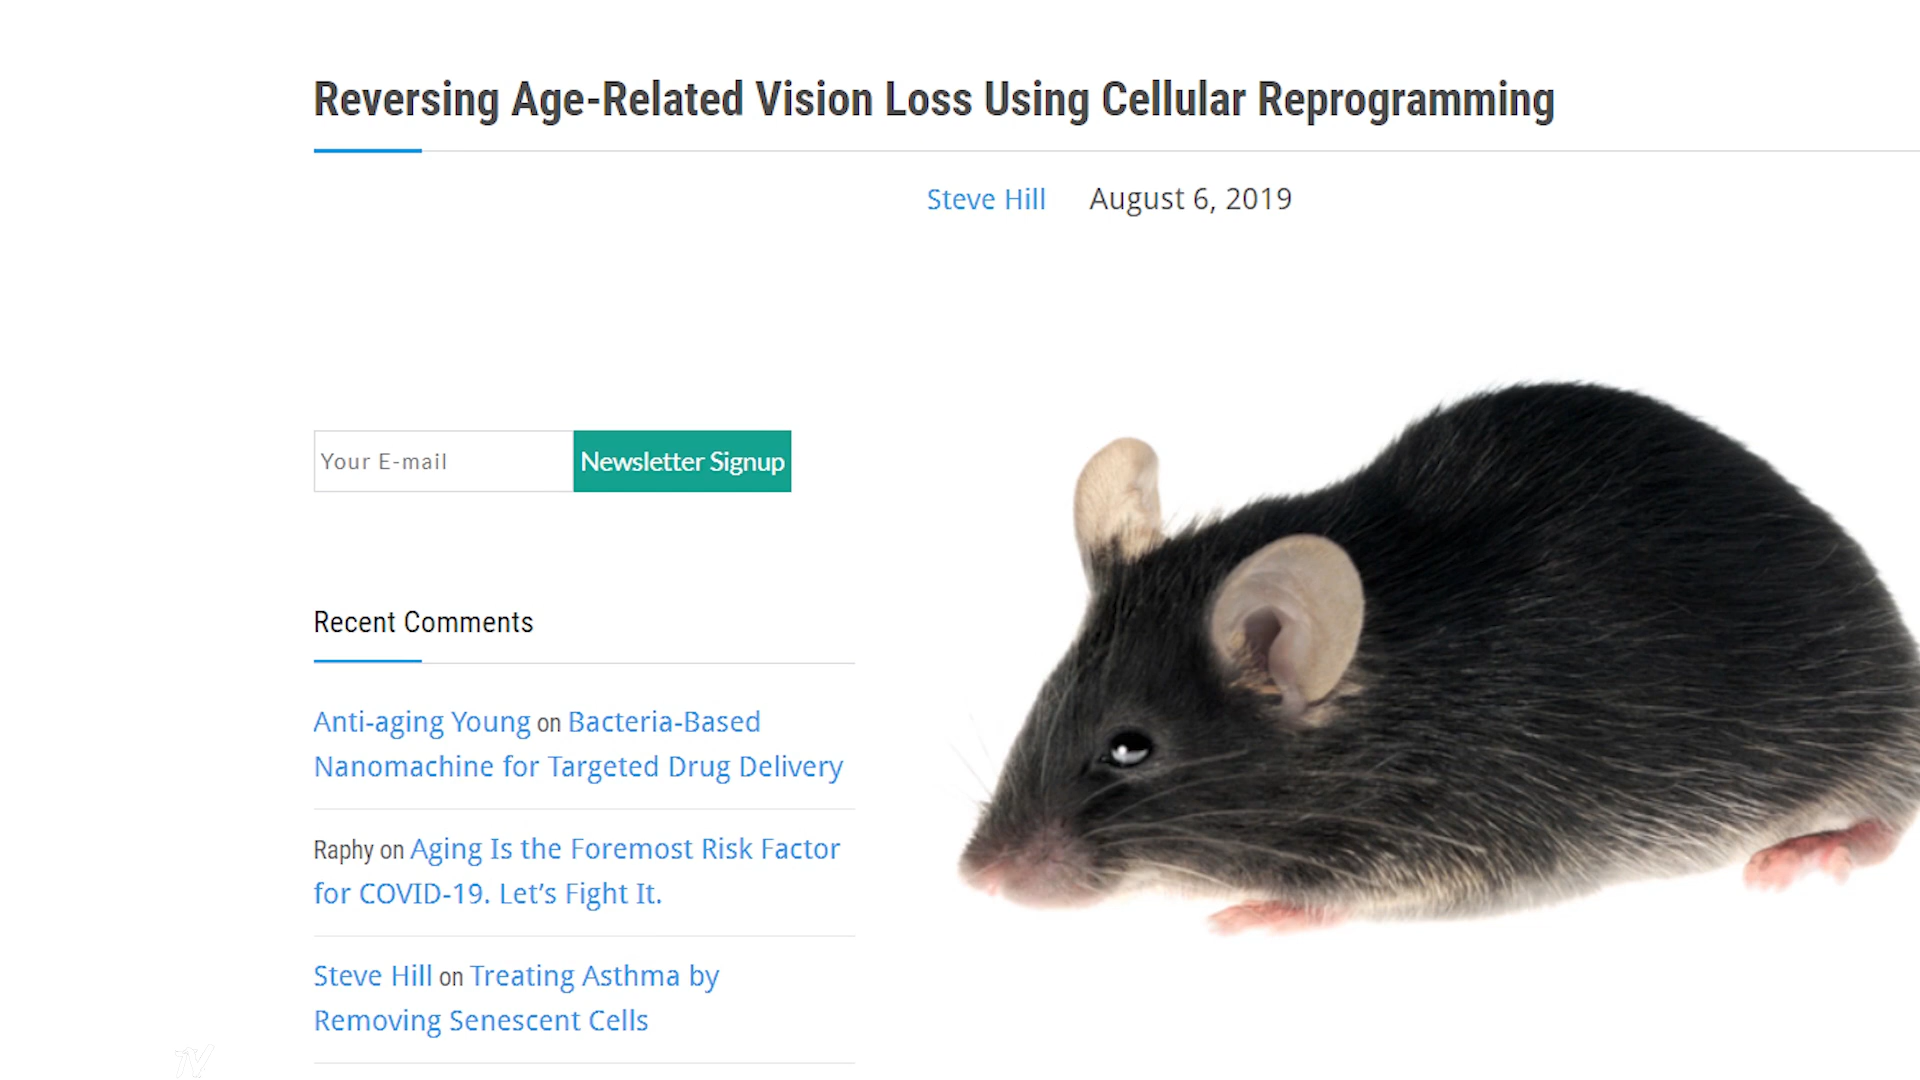 Reversing Age-Related Vision Loss Using Cellular Reprogramming
Steve Hill August 6, 2019
Your E-mail Newsletter Signup
Recent Comments
Anti-aging Young on Bacteria-Based
Nanomachine for Targeted Drug Delivery
Raphy on Aging Is the Foremost Risk Factor
for COVID-19. Let’s Fight It.
Steve Hill on Treating Asthma by
Removing Senescent Cells